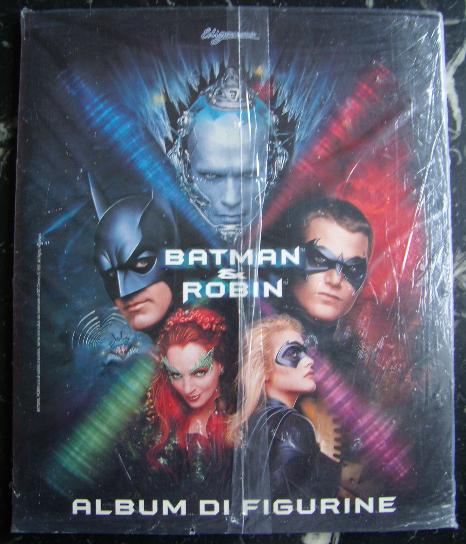 BATMAN
&
ROBIN
ALBUM DI FIGURINE